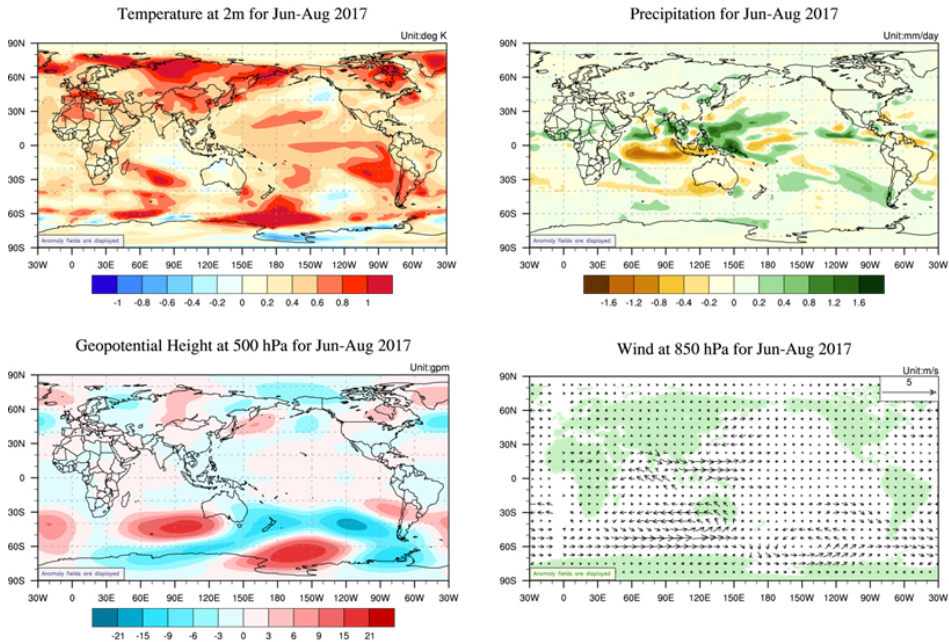 Temperature at 2m for Jun-Aug 2017
Unit:deg K
90N
60N
30N
0
30S
60S
90S
Anomaly fields are displayed
30W 0 30E 60E 90E 120E 150E 180 150W 120W 90W 60W 30W
-1 -0.8 -0.6 -0.4 -0.2 0 0.2 0.4 0.6 0.8 1
Precipitation for Jun-Aug 2017
Unit:mm/day
90N
60N
30N
0
30S
60S
90S
Anomaly fields are displayed
30W 0 30E 60E 90E 120E 150E 180 150W 120W 90W 60W 30W
-1.6 -0.8 -0.4 -0.2 0 0.2 0.4 0.8 1.2 1.6
Geopotential Height at 500 hPa for Jun-Aug 2017
Unit:gpm
90N
60N
30N
0
30S
60S
90S
Anomaly fields are displayed
30W 0 30E 60E 90E 120E 150E 180 150W 120W 90W 60W 30W
-21 -15 -9 -6 -3 0 3 9 15 21
Wind at 850 hPa for Jun-Aug 2017
Unit:m/s
5
90N
60N
30N
0
30S
60S
90S
Anomaly fields are displayed
30W 0 30E 60E 90E 120E 150E 180 150W 120W 90W 60W 30W